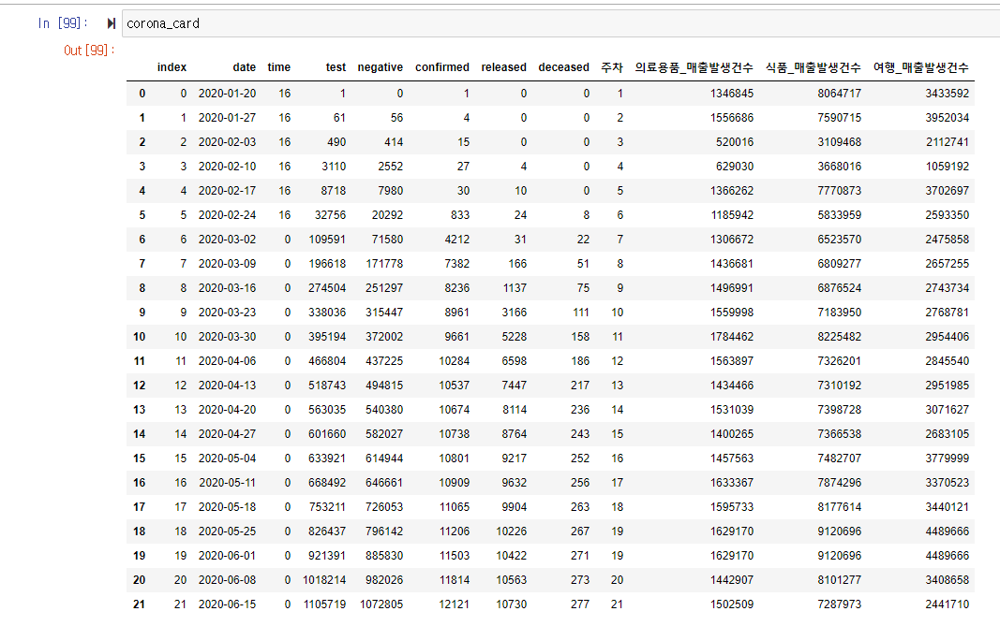 In [99]: corona_card
Out [99]:
index date time test negative confirmed released deceased 주차 의료용품_매출발생건수 식품_매출발생건수 여행_매출발생건수
0 0 2020-01-20 16 1 0 1 0 0 1 1346845 8064717 3433592
1 1 2020-01-27 16 61 56 4 0 0 2 1556686 7590715 3952034
2 2 2020-02-03 16 490 414 15 0 0 3 520016 3109468 2112741
3 3 2020-02-10 16 3110 2552 27 4 0 4 629030 3668016 1059192
4 4 2020-02-17 16 8718 7980 30 10 0 5 1366262 7770873 3702697
5 5 2020-02-24 16 32756 20292 833 24 8 6 1185942 5833959 2593350
6 6 2020-03-02 0 109591 71580 4212 31 22 7 1306672 6523570 2475858
7 7 2020-03-09 0 196618 171778 7382 166 51 8 1436681 6809277 2657255
8 8 2020-03-16 0 274504 251297 8236 1137 75 9 1496991 6876524 2743734
9 9 2020-03-23 0 338036 315447 8961 3166 111 10 1559998 7183950 2768781
10 10 2020-03-30 0 395194 372002 9661 5228 158 11 1784462 8225482 2954406
11 11 2020-04-06 0 466804 437225 10284 6598 186 12 1563897 7326201 2845540
12 12 2020-04-13 0 518743 494815 10537 7447 217 13 1434466 7310192 2951985
13 13 2020-04-20 0 563035 540380 10674 8114 236 14 1531039 7398728 3071627
14 14 2020-04-27 0 601660 582027 10738 8764 243 15 1400265 7366538 2683105
15 15 2020-05-04 0 633921 614944 10801 9217 252 16 1457563 7482707 3779999
16 16 2020-05-11 0 668492 646661 10909 9632 256 17 1633367 7874296 3370523
17 17 2020-05-18 0 753211 726053 11065 9904 263 18 1595733 8177614 3440121
18 18 2020-05-25 0 826437 796142 11206 10226 267 19 1629170 9120696 4489666
19 19 2020-06-01 0 921391 885830 11503 10422 271 19 1629170 9120696 4489666
20 20 2020-06-08 0 1018214 982026 11814 10563 273 20 1442907 8101277 3408658
21 21 2020-06-15 0 1105719 1072805 12121 10730 277 21 1502509 7287973 2441710